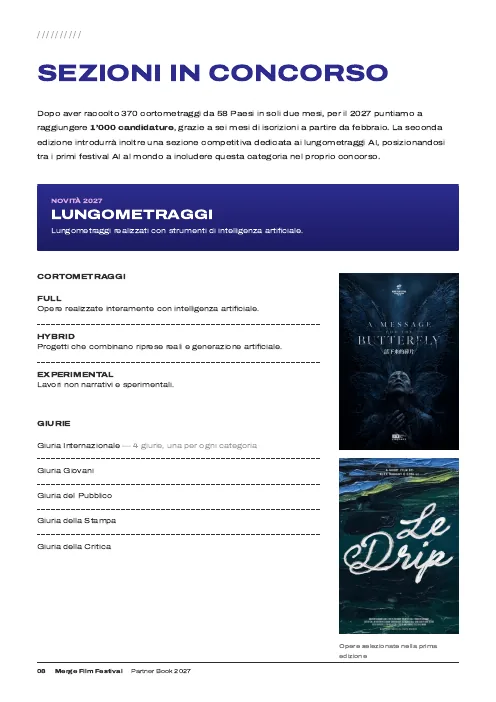 //////////
SEZIONI IN CONCORSO
Dopo aver raccolto 370 cortometraggi da 58 Paesi in soli due mesi, per il 2027 puntiamo a
raggiungere 1'000 candidature, grazie a sei mesi di iscrizioni a partire da febbraio. La seconda
edizione introdurrà inoltre una sezione competitiva dedicata ai lungometraggi AI, posizionandosi
tra i primi festival AI al mondo a includere questa categoria nel proprio concorso.
NOVITÀ 2027
LUNGOMETRAGGI
Lungometraggi realizzati con strumenti di intelligenza artificiale.
CORTOMETRAGGI
FULL
Opere realizzate interamente con intelligenza artificiale.
HYBRID
Progetti che combinano riprese reali e generazione artificiale.
EXPERIMENTAL
Lavori non narrativi e sperimentali.
GIURIE
Giuria Internazionale — 4 giurie, una per ogni categoria
Giuria Giovani
Giuria del Pubblico
Giuria della Stampa
Giuria della Critica
A MESSAGE
FOR THE
BUTTERFLY
Le
Drip
Opere selezionate nella prima
edizione
08 Merge Film Festival Partner Book 2027